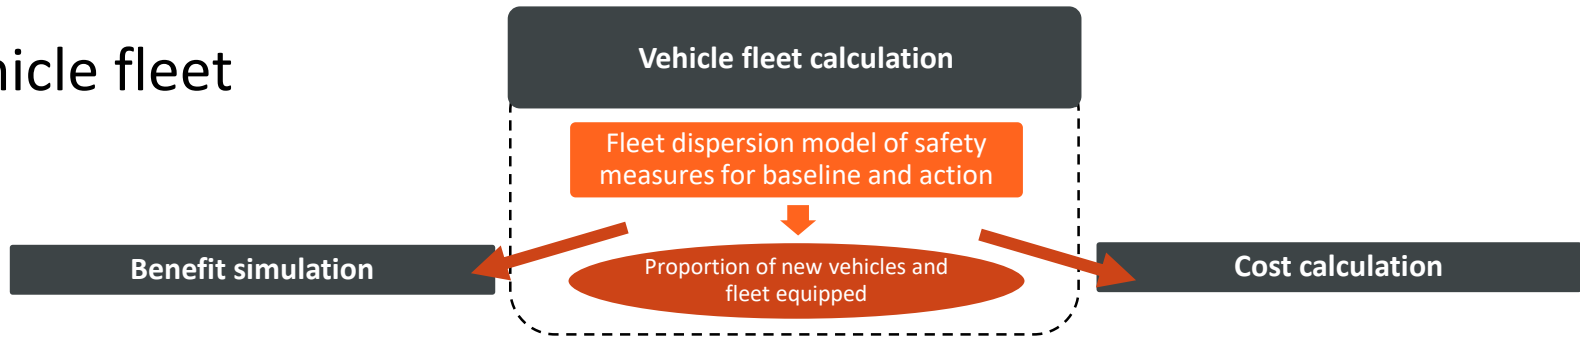 hicle fleet
Vehicle fleet calculation
Fleet dispersion model of safety
measures for baseline and action
Benefit simulation
Proportion of new vehicles and
fleet equipped
Cost calculation